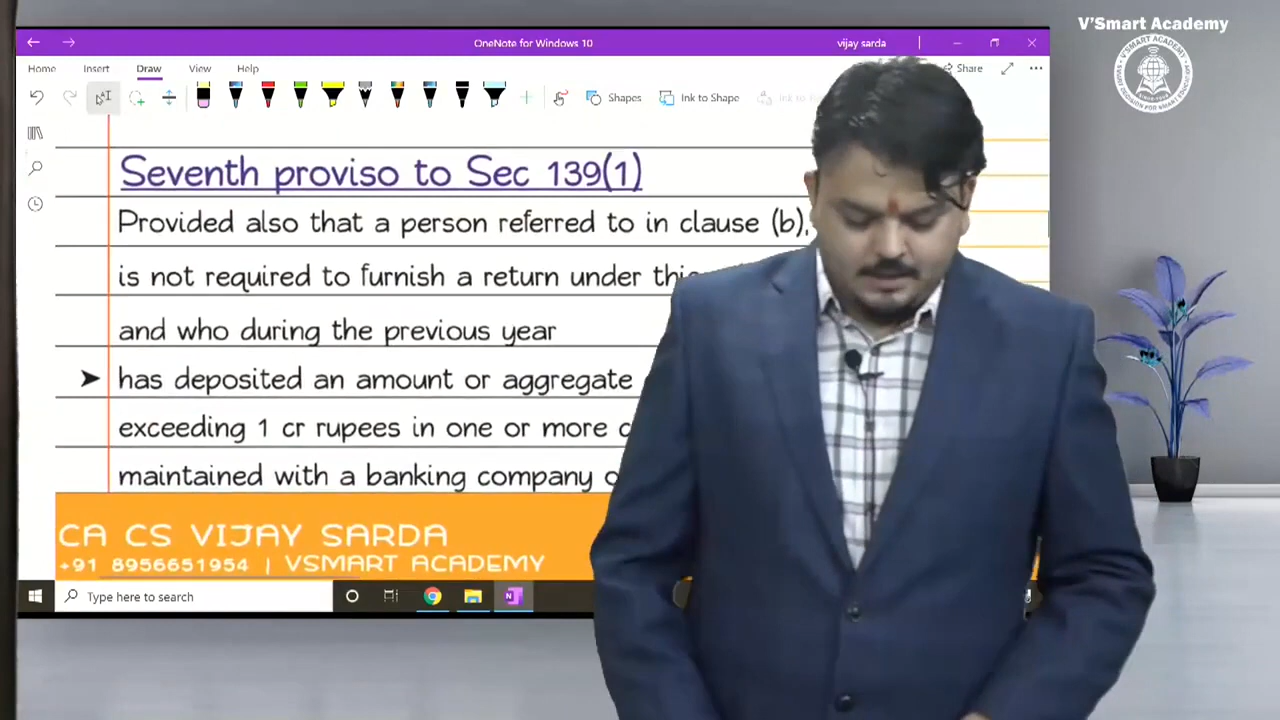 V'Smart Academy
OneNote for Windows 10
vijay sarda
Home Insert Draw View Help
Share
Shapes
Ink to Shape
Ink to
Seventh proviso to Sec 139(1)
Provided also that a person referred to in clause (b),
is not required to furnish a return under this
and who during the previous year
➤ has deposited an amount or aggregate
exceeding 1 cr rupees in one or more
maintained with a banking company
CA CS VIJAY SARDA
+91 8956651954 | VSMART ACADEMY
Type here to search